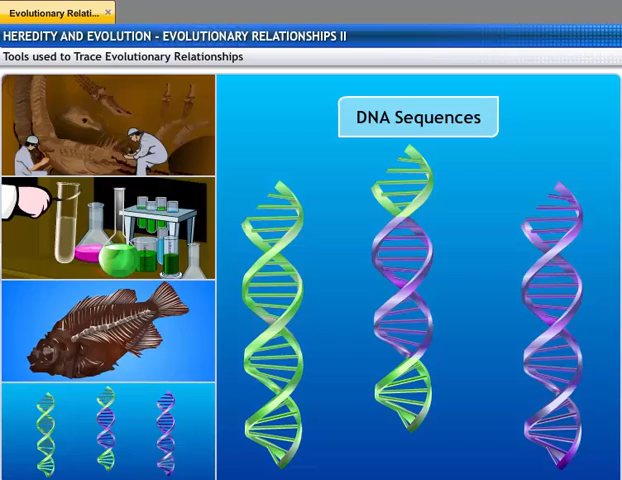 Evolutionary Relati...
HEREDITY AND EVOLUTION - EVOLUTIONARY RELATIONSHIPS II
Tools used to Trace Evolutionary Relationships
DNA Sequences